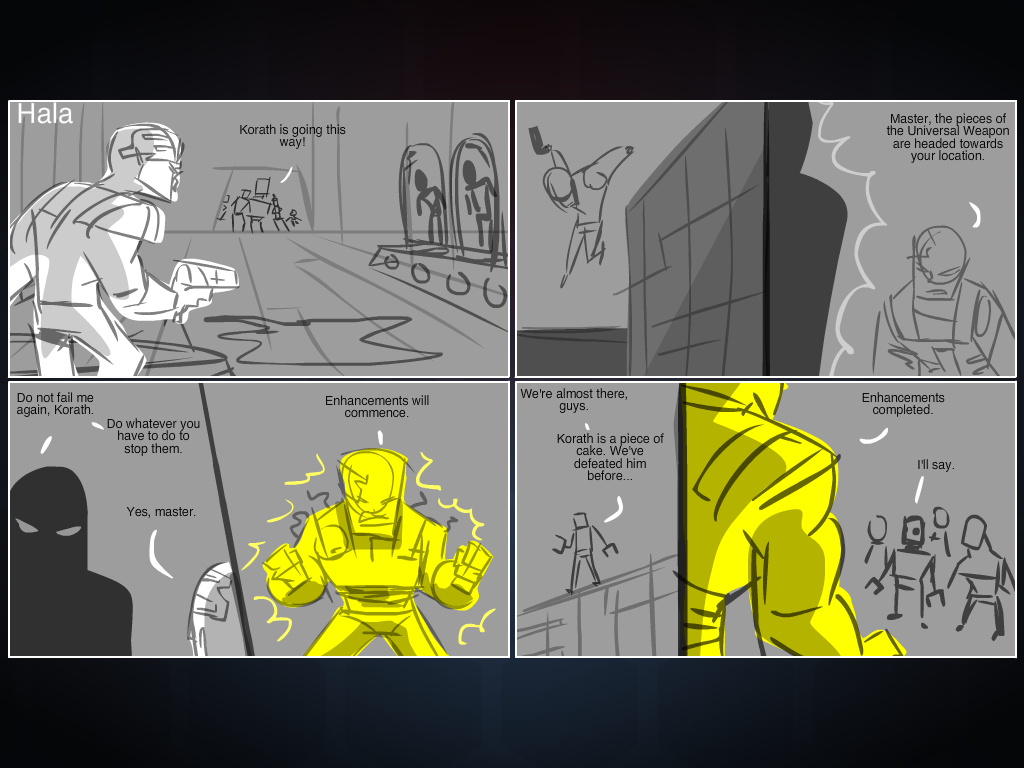 Hala
Korath is going this
way!
Master, the pieces of
the Universal Weapon
are headed towards
your location.
Do not fail me
again, Korath.
Do whatever you
have to do to
stop them.
Yes, master.
Enhancements will
commence.
We're almost there,
guys.
Korath is a piece of
cake. We've
defeated him
before...
Enhancements
completed.
I'll say.